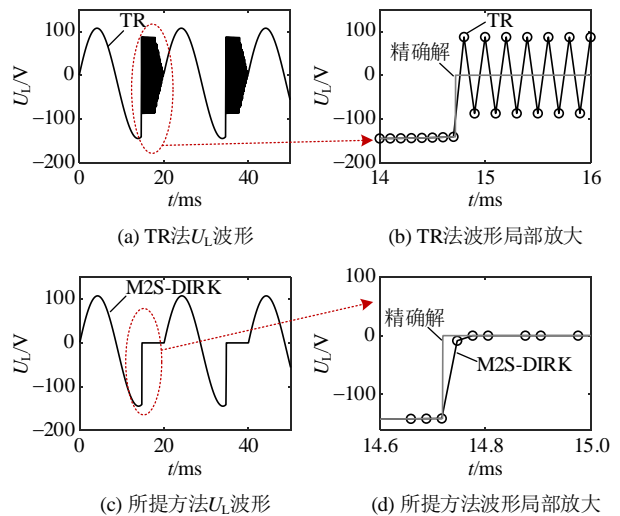 100
0
−100
−200
U_L/V
TR
0
20
40
t/ms
(a) TR法U_L波形
100
0
−100
−200
U_L/V
TR
精确解
14
15
16
t/ms
(b) TR法波形局部放大
100
0
−100
−200
U_L/V
M2S-DIRK
0
20
40
t/ms
(c) 所提方法U_L波形
100
0
−100
U_L/V
精确解
M2S-DIRK
14.6
14.8
15.0
t/ms
(d) 所提方法波形局部放大